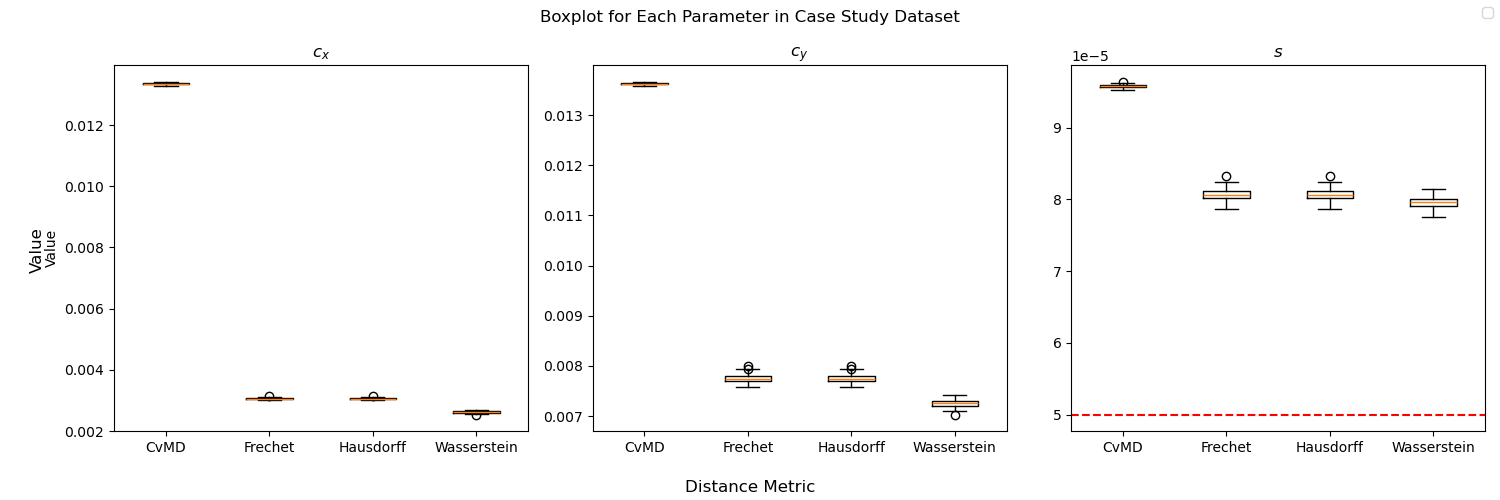 Boxplot for Each Parameter in Case Study Dataset
c_x
Value
Value
0.012
0.010
0.008
0.006
0.004
0.002
CvMD Frechet Hausdorff Wasserstein
c_y
0.013
0.012
0.011
0.010
0.009
0.008
0.007
CvMD Frechet Hausdorff Wasserstein
1e−5
s
9
8
7
6
5
CvMD Frechet Hausdorff Wasserstein
Distance Metric